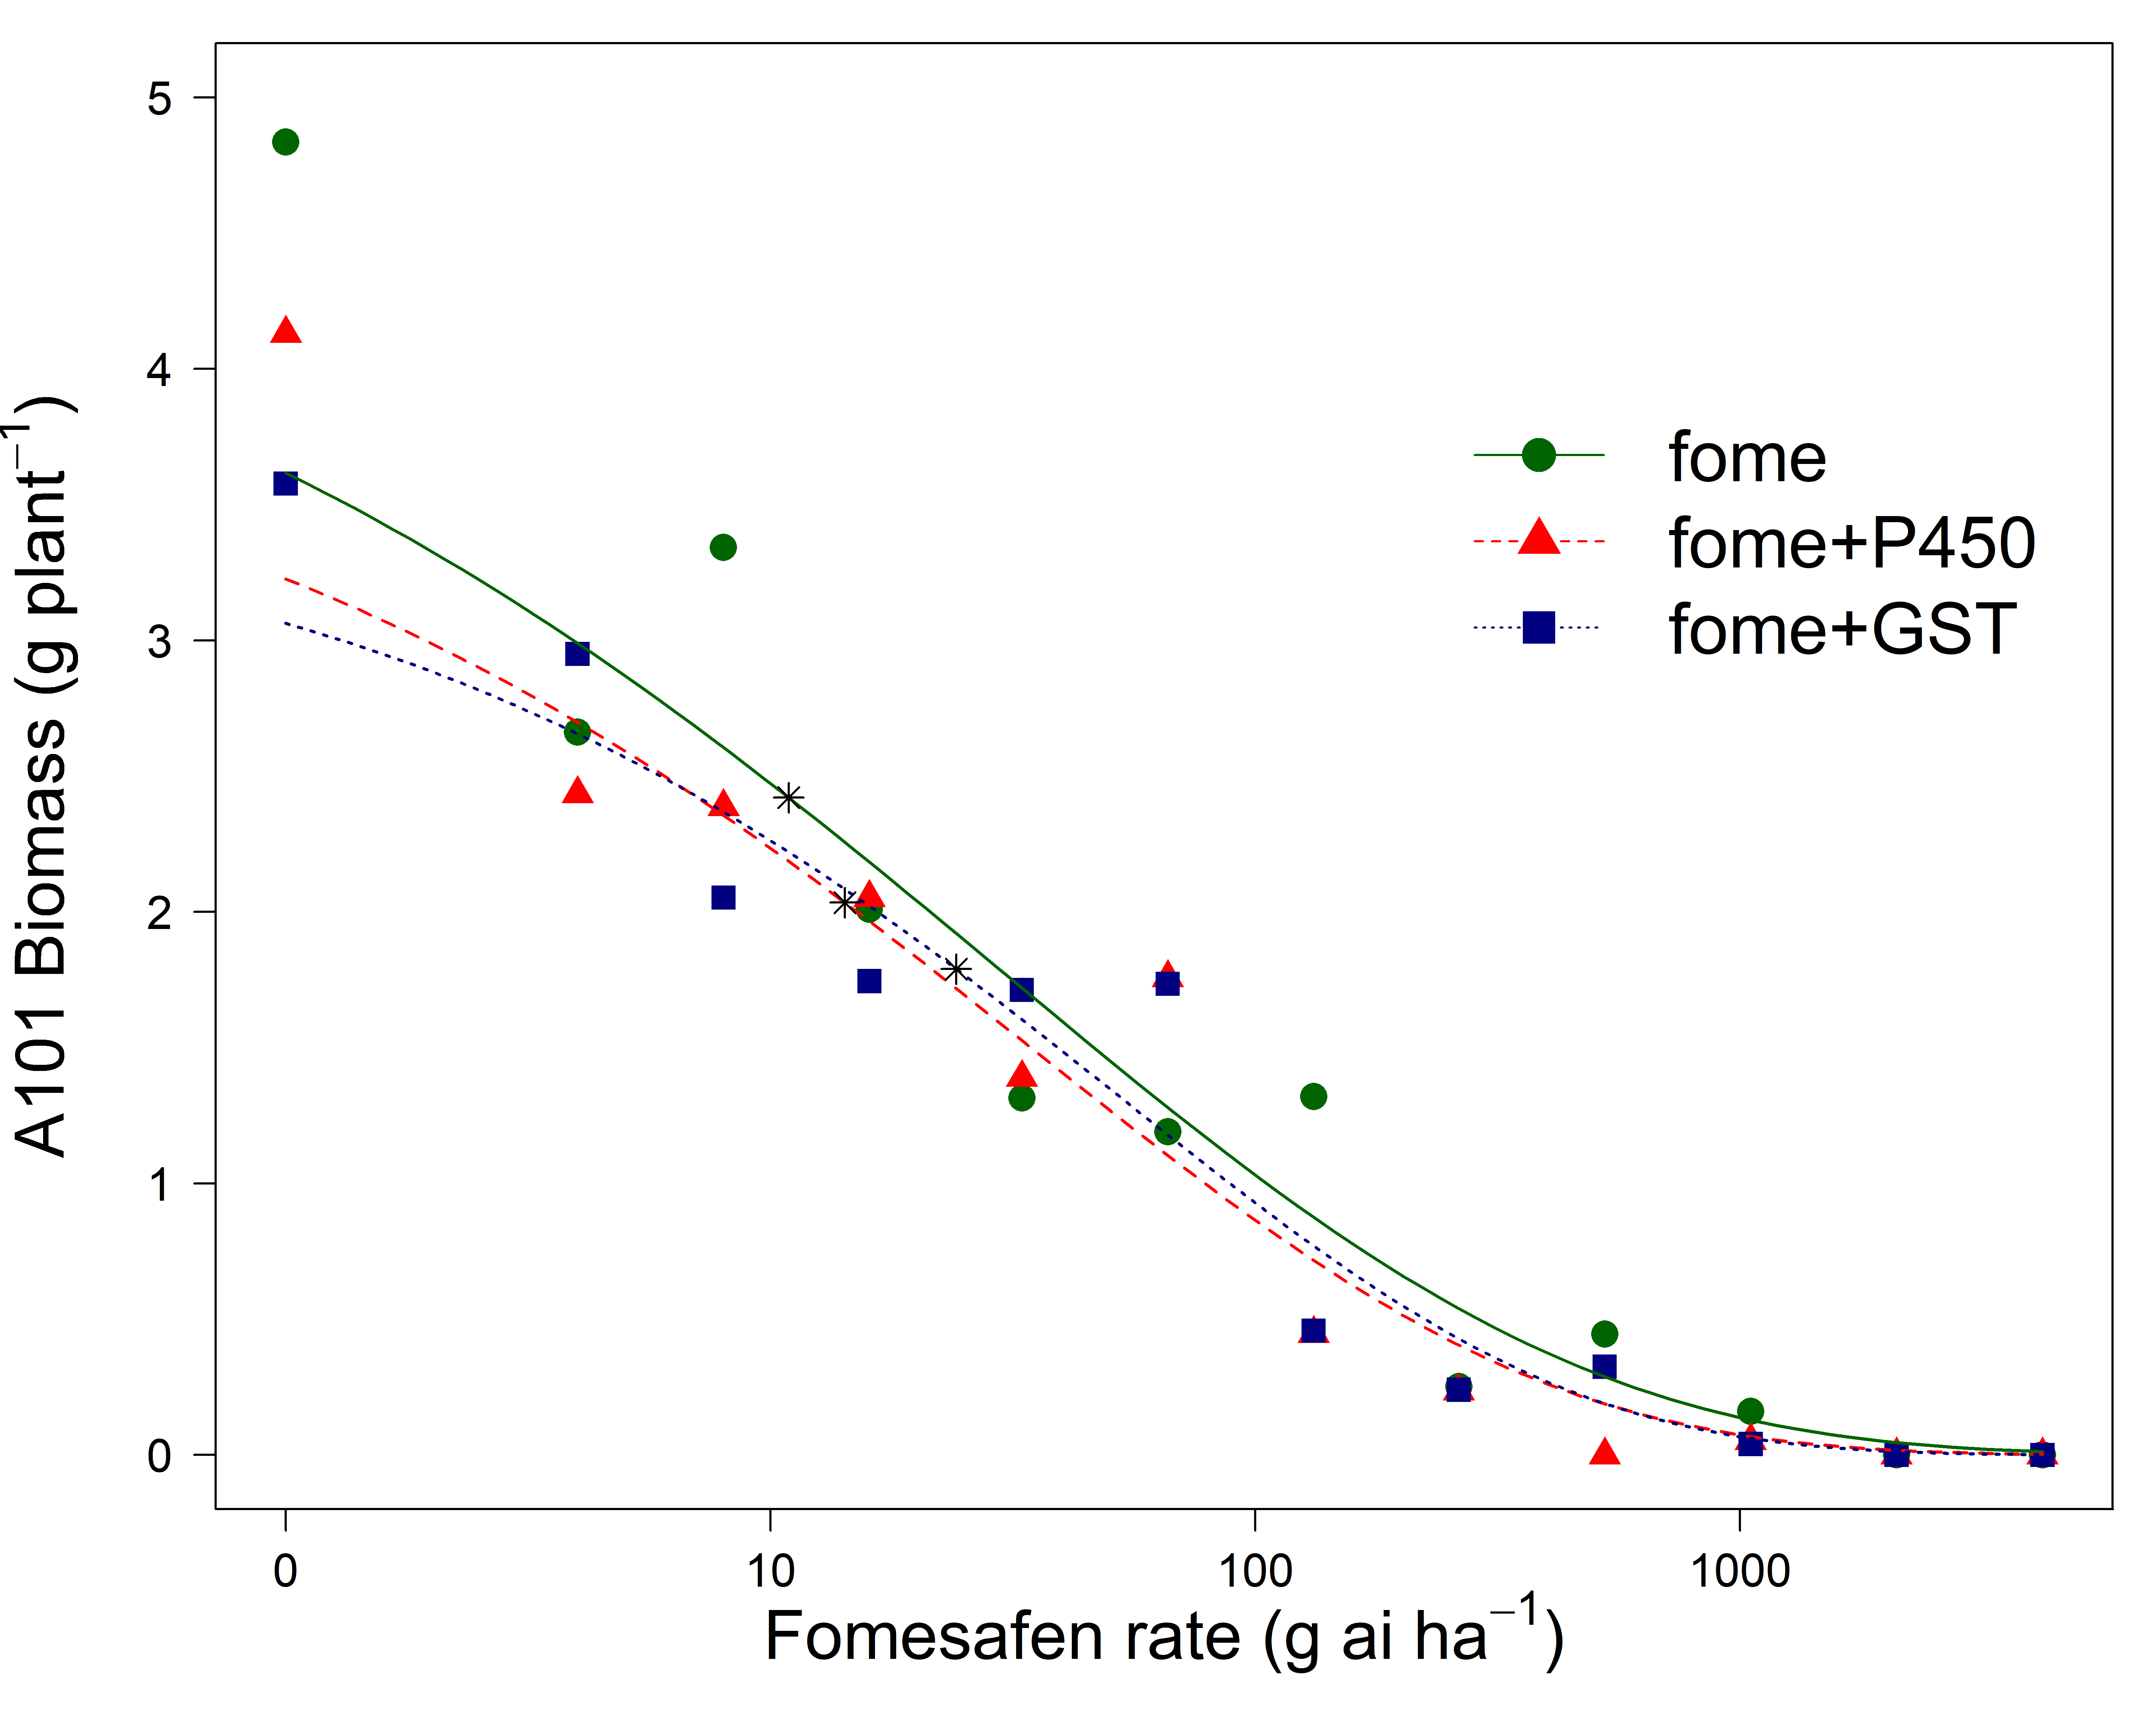 A101 Biomass (g plant⁻¹)
5
4
3
2
1
0
fome
fome+P450
fome+GST
0 10 100 1000
Fomesafen rate (g ai ha⁻¹)